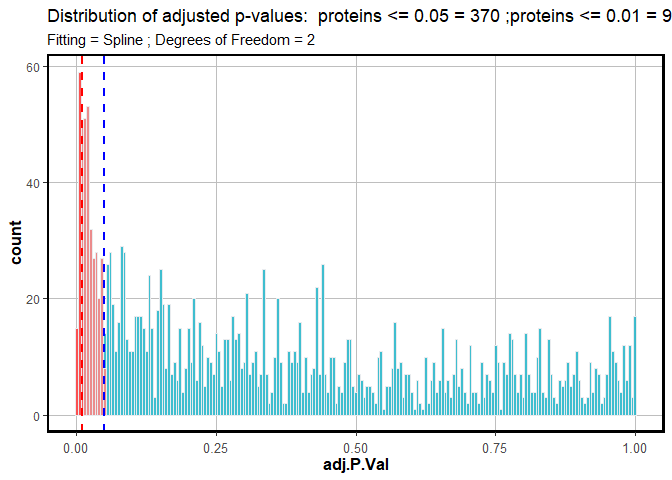 Distribution of adjusted p-values:  proteins <= 0.05 = 370 ;proteins <= 0.01 = 9
Fitting = Spline ; Degrees of Freedom = 2
60
40
20
0
count
0.00 0.25 0.50 0.75 1.00
adj.P.Val